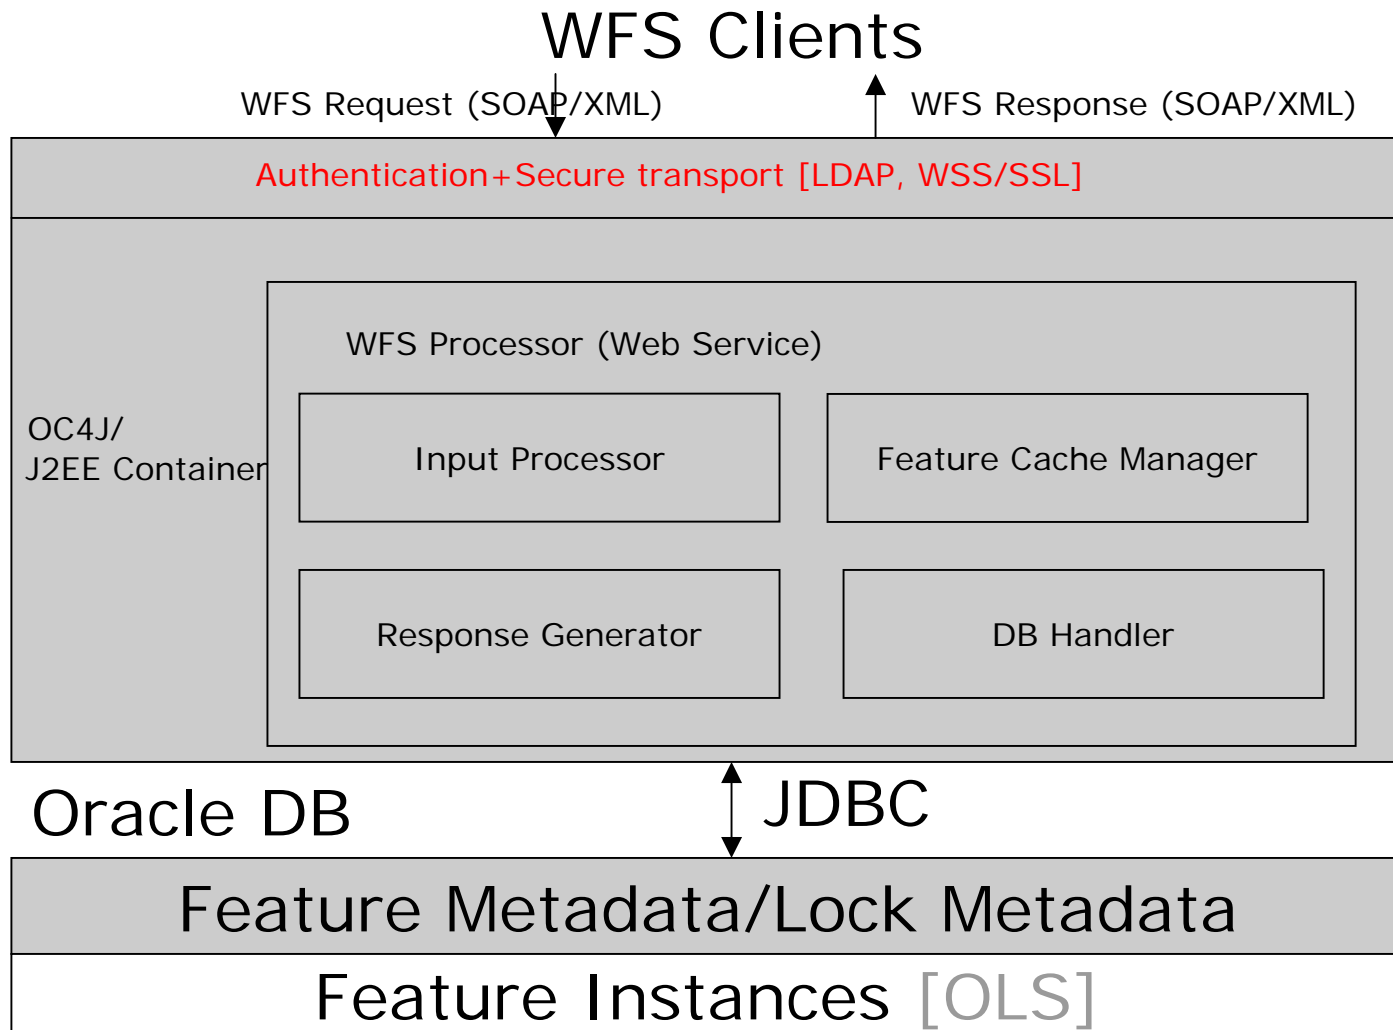 WFS Clients
WFS Request (SOAP/XML)
WFS Response (SOAP/XML)
Authentication+Secure transport [LDAP, WSS/SSL]
WFS Processor (Web Service)
OC4J/
J2EE Container
Input Processor
Feature Cache Manager
Response Generator
DB Handler
Oracle DB
JDBC
Feature Metadata/Lock Metadata
Feature Instances [OLS]